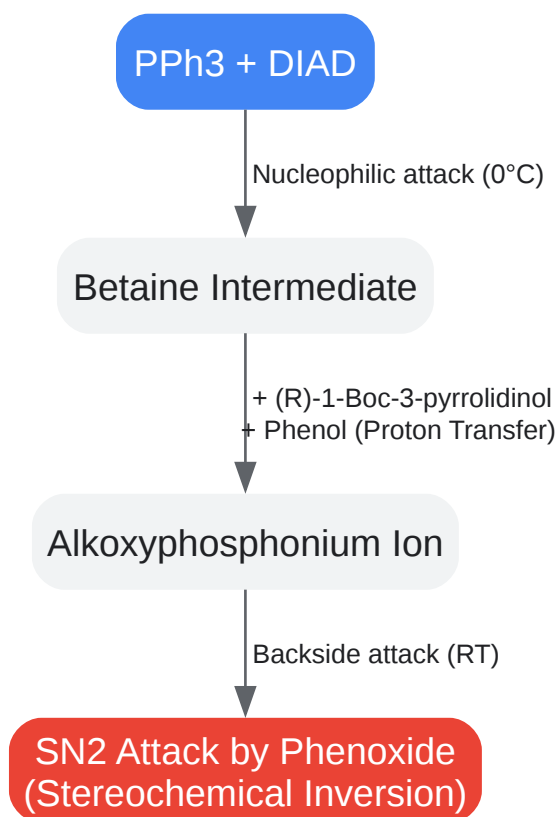 PPh3 + DIAD
Nucleophilic attack (0°C)
Betaine Intermediate
+ (R)-1-Boc-3-pyrrolidinol
+ Phenol (Proton Transfer)
Alkoxyphosphonium Ion
Backside attack (RT)
SN2 Attack by Phenoxide
(Stereochemical Inversion)